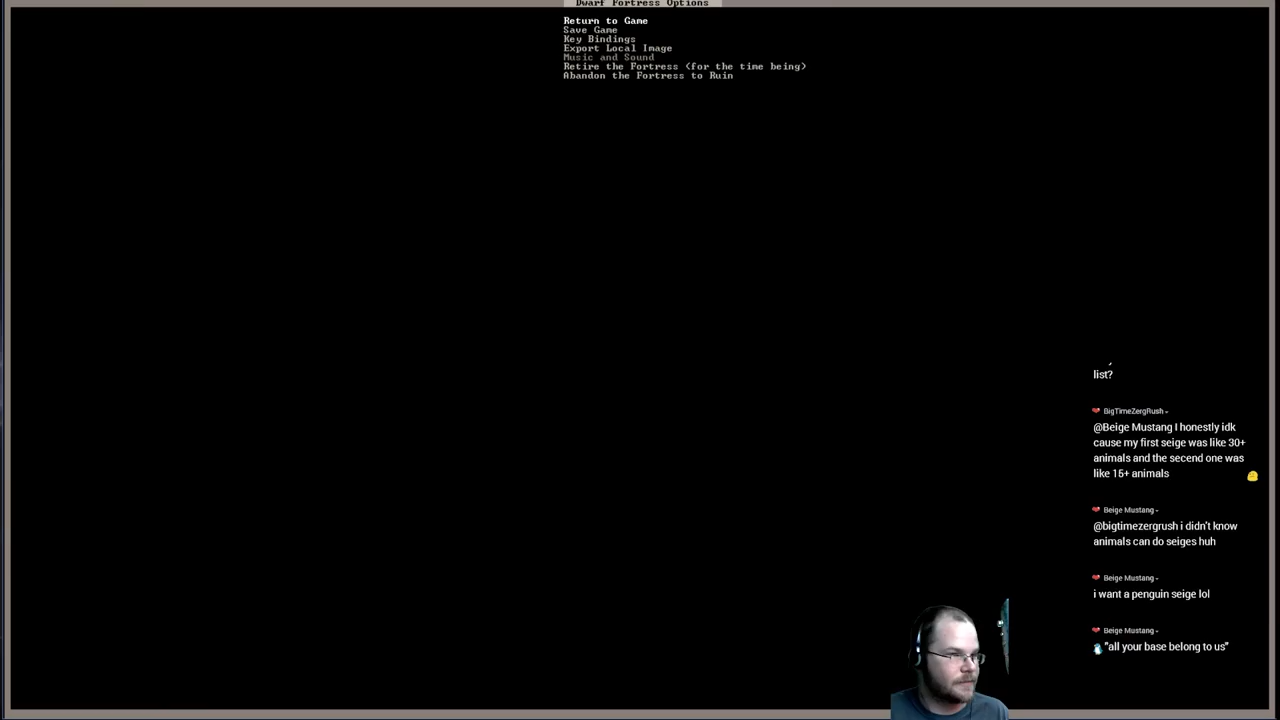 Dwarf Fortress Options
Return to Game
Save Game
Key Bindings
Export Local Image
Music and Sound
Retire the Fortress (for the time being)
Abandon the Fortress to Ruin
list?
BigTimeZergRush -
@Beige Mustang I honestly idk
cause my first seige was like 30+
animals and the secend one was
like 15+ animals
Beige Mustang -
@bigtimezergrush i didn't know
animals can do seiges huh
Beige Mustang -
i want a penguin seige lol
Beige Mustang -
"all your base belong to us"